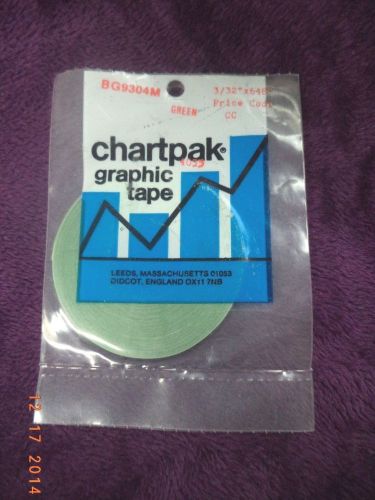 BG9304M
3/32"x648"
GREEN
Price Code
CC
chartpak®
4053
graphic
tape
LEEDS, MASSACHUSETTS 01053
DIDCOT, ENGLAND OX11 7NB
12 17 2014